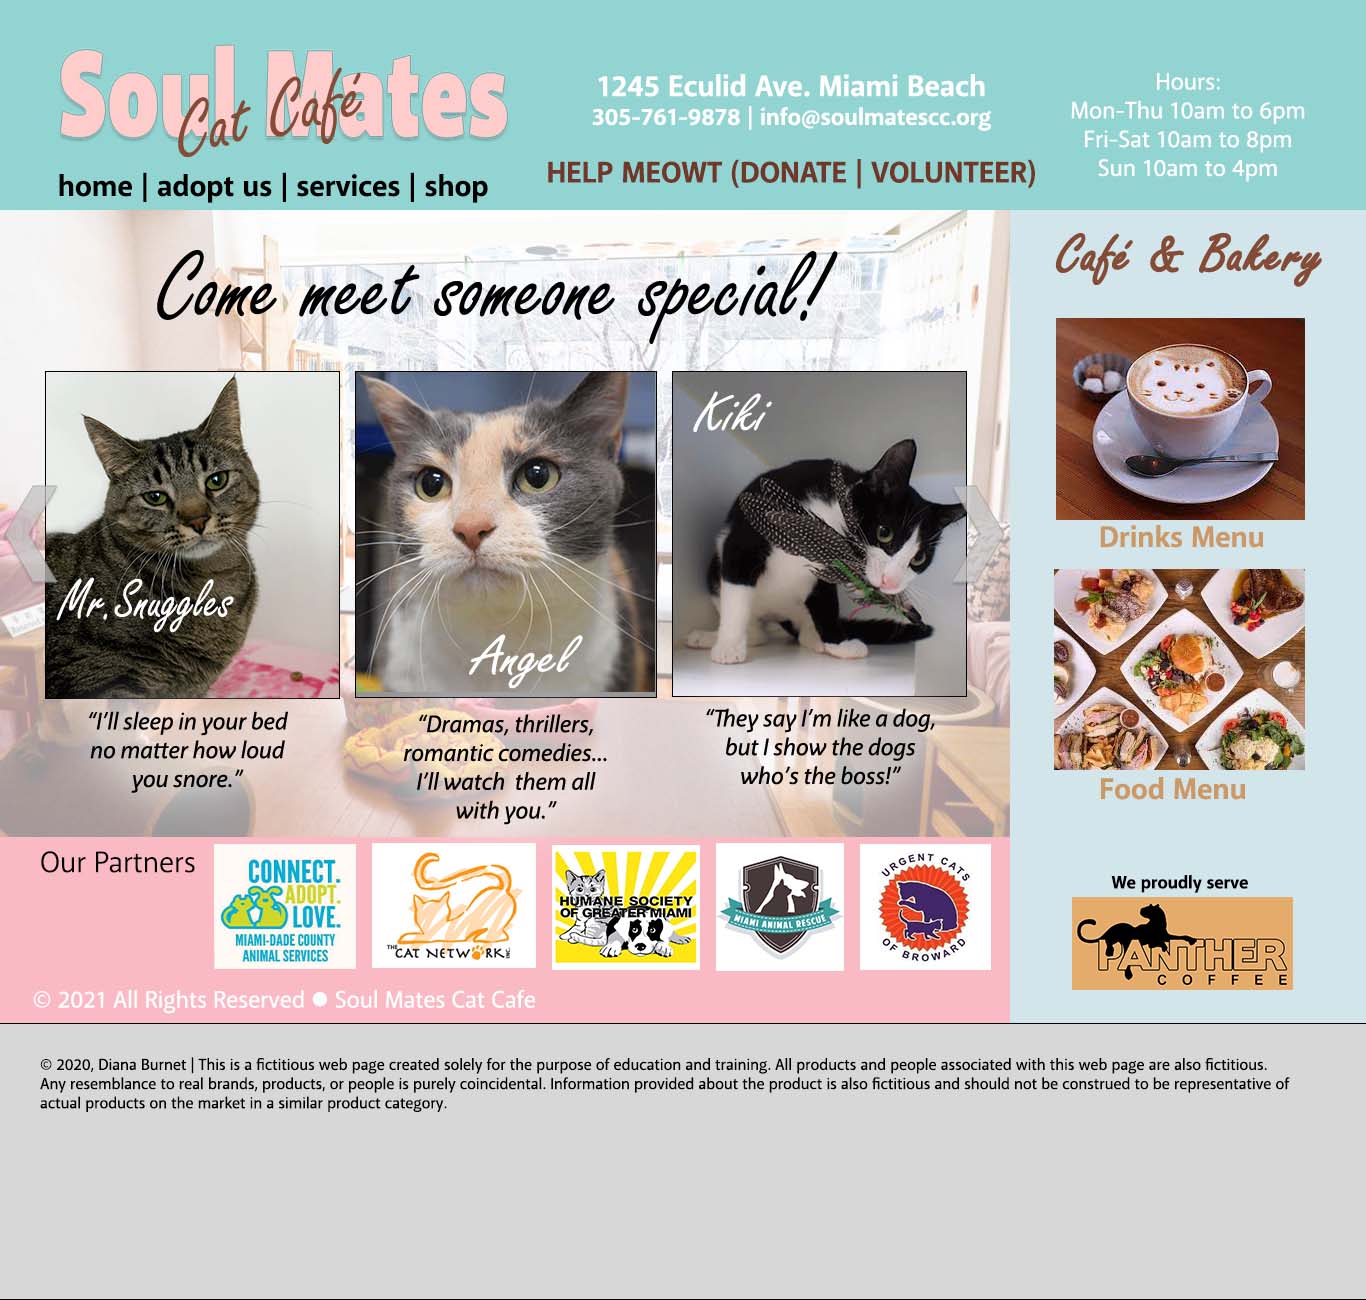 Soul Mates
Cat Café
home | adopt us | services | shop
1245 Eculid Ave. Miami Beach
305-761-9878 | info@soulmatescc.org
HELP MEOWT (DONATE | VOLUNTEER)
Hours:
Mon-Thu 10am to 6pm
Fri-Sat 10am to 8pm
Sun 10am to 4pm
Come meet someone special!
Mr. Snuggles
Angel
Kiki
“I’ll sleep in your bed
no matter how loud
you snore.”
“Dramas, thrillers,
romantic comedies...
I’ll watch them all
with you.”
“They say I’m like a dog,
but I show the dogs
who’s the boss!”
Café & Bakery
Drinks Menu
Food Menu
We proudly serve
PANTHER
COFFEE
Our Partners
CONNECT.
ADOPT.
LOVE.
MIAMI-DADE COUNTY
ANIMAL SERVICES
THE
CAT NETWORK INC.
HUMANE SOCIETY
OF GREATER MIAMI
MIAMI ANIMAL RESCUE
URGENT CATS
OF BROWARD
© 2021 All Rights Reserved ● Soul Mates Cat Cafe
© 2020, Diana Burnet | This is a fictitious web page created solely for the purpose of education and training. All products and people associated with this web page are also fictitious.
Any resemblance to real brands, products, or people is purely coincidental. Information provided about the product is also fictitious and should not be construed to be representative of
actual products on the market in a similar product category.